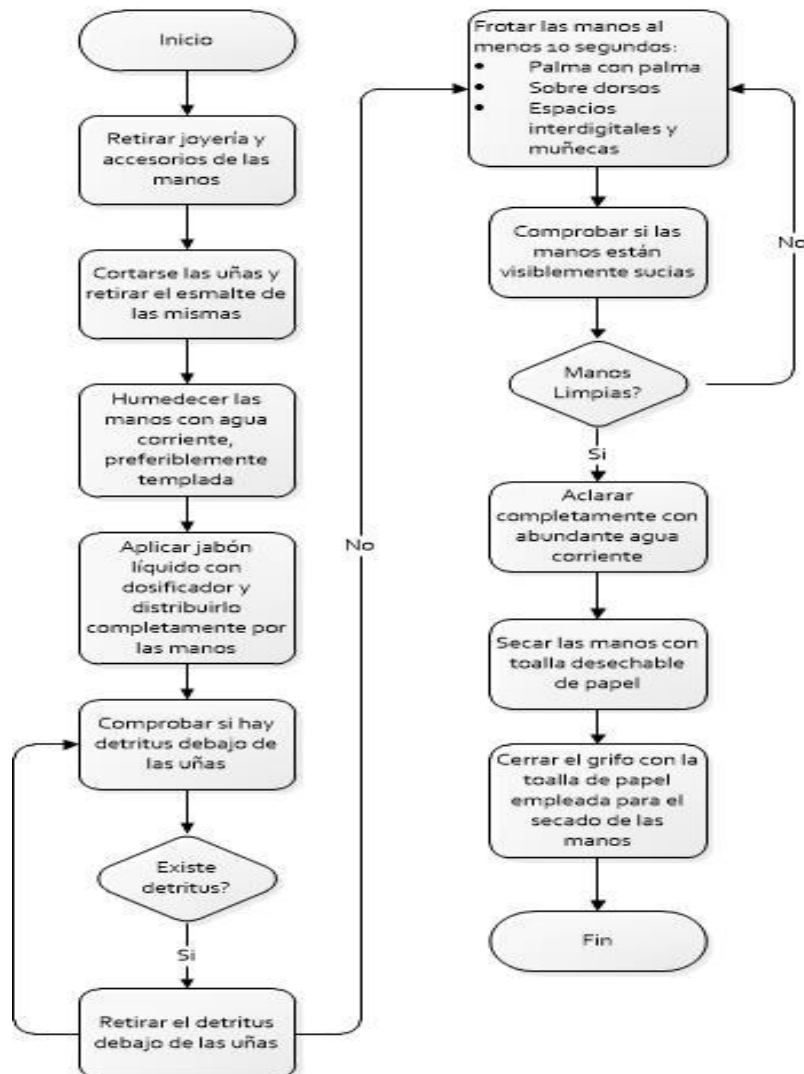 Inicio
Retirar joyería y
accesorios de las
manos
Cortarse las uñas y
retirar el esmalte de
las mismas
Humedecer las
manos con agua
corriente,
preferiblemente
templada
Aplicar jabón
líquido con
dosificador y
distribuirlo
completamente por
las manos
Comprobar si hay
detritus debajo de
las uñas
Existe
detritus?
Si
Retirar el detritus
debajo de las uñas
No
Frotar las manos al
menos 10 segundos:
• Palma con palma
• Sobre dorsos
• Espacios
interdigitales y
muñecas
Comprobar si las
manos están
visiblemente sucias
No
Manos
Limpias?
Si
Aclarar
completamente con
abundante agua
corriente
Secar las manos con
toalla desechable
de papel
Cerrar el grifo con la
toalla de papel
empleada para el
secado de las
manos
Fin